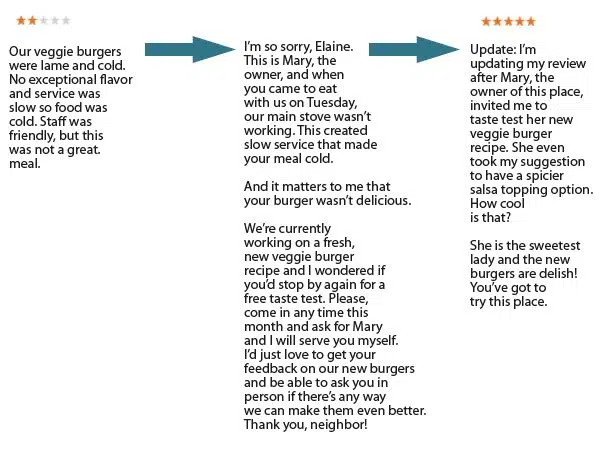 Our veggie burgers
were lame and cold.
No exceptional flavor
and service was
slow so food was
cold. Staff was
friendly, but this
was not a great.
meal.
I'm so sorry, Elaine.
This is Mary, the
owner, and when
you came to eat
with us on Tuesday,
our main stove wasn't
working. This created
slow service that made
your meal cold.
And it matters to me that
your burger wasn't delicious.
We're currently
working on a fresh,
new veggie burger
recipe and I wondered if
you'd stop by again for a
free taste test. Please,
come in any time this
month and ask for Mary
and I will serve you myself.
I'd just love to get your
feedback on our new burgers
and be able to ask you in
person if there's any way
we can make them even better.
Thank you, neighbor!
Update: I'm
updating my review
after Mary, the
owner of this place,
invited me to
taste test her new
veggie burger
recipe. She even
took my suggestion
to have a spicier
salsa topping option.
How cool
is that?
She is the sweetest
lady and the new
burgers are delish!
You've got to
try this place.